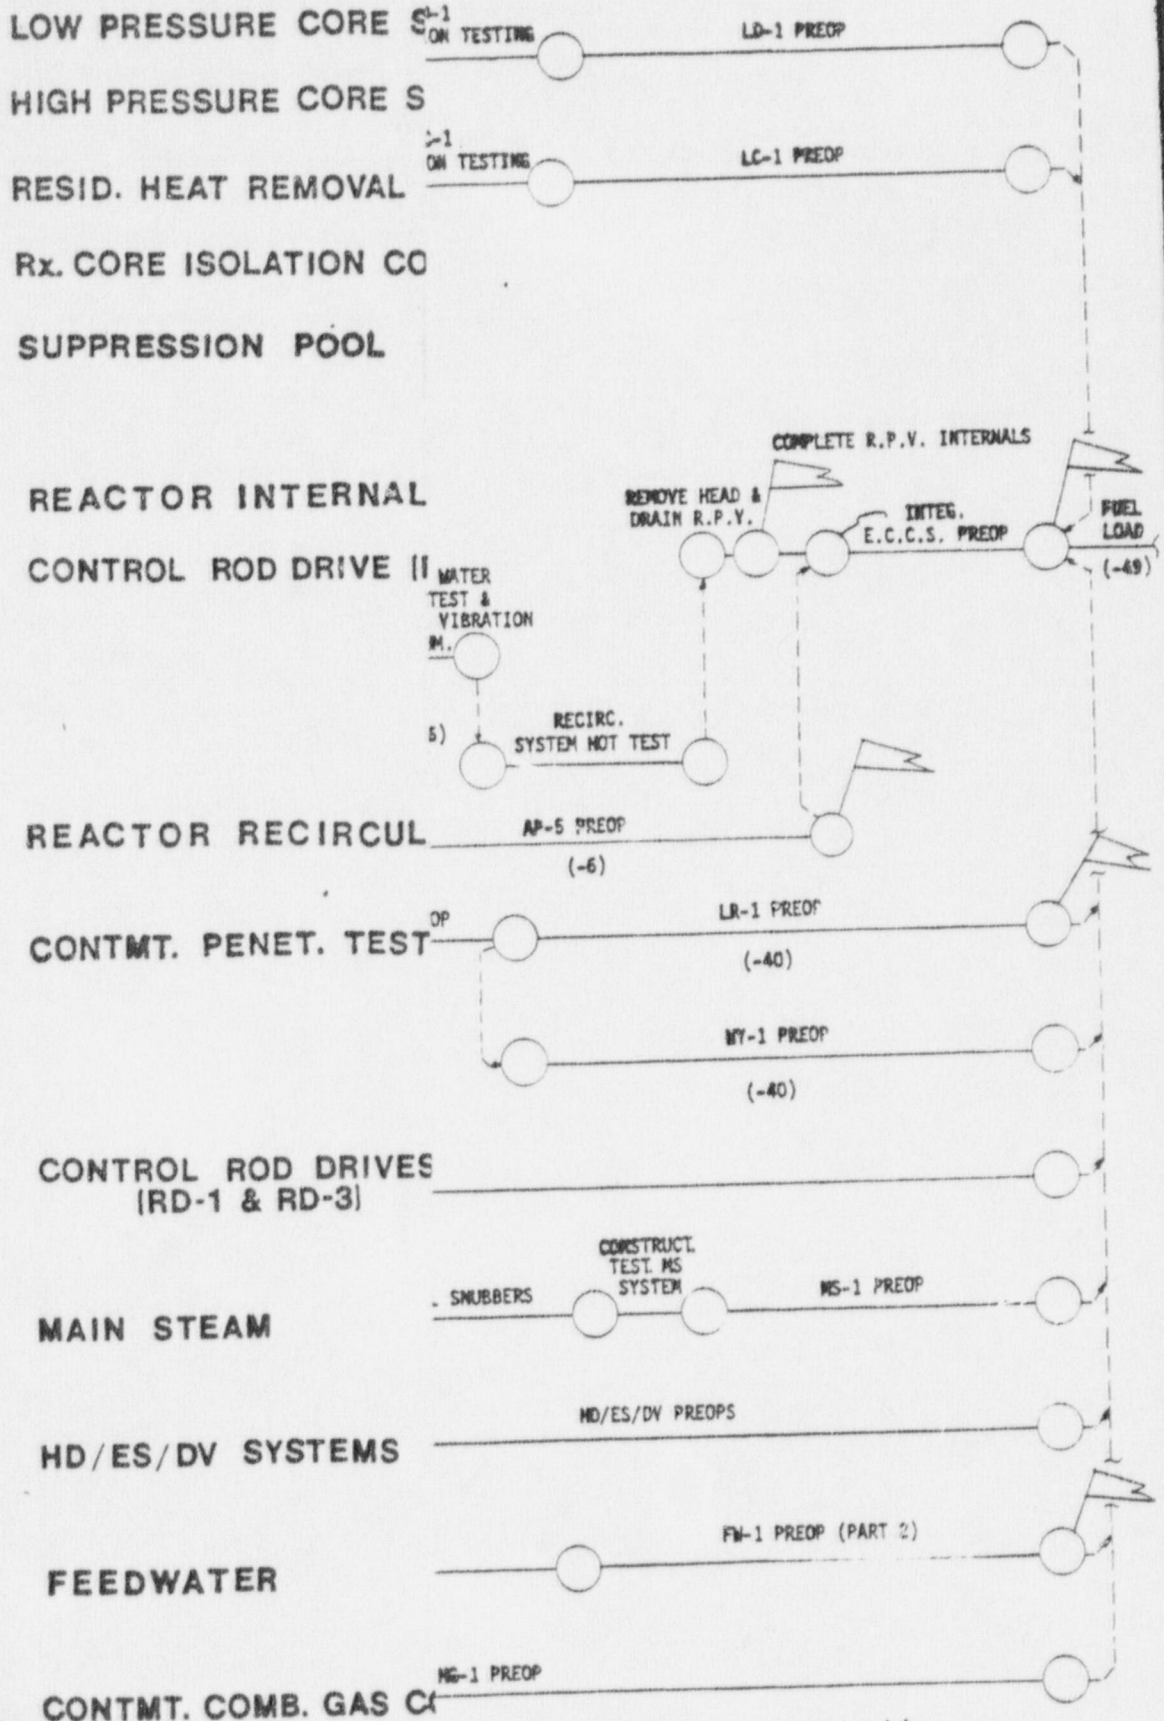 LOW PRESSURE CORE S
-1
ON TESTING
LD-1 PREOP
HIGH PRESSURE CORE S
-1
ON TESTING
LC-1 PREOP
RESID. HEAT REMOVAL
Rx. CORE ISOLATION CO
SUPPRESSION POOL
COMPLETE R.P.V. INTERNALS
REACTOR INTERNAL
REMOVE HEAD &
DRAIN R.P.V.
INTEG.
E.C.C.S. PREOP
FUEL
LOAD
(-49)
CONTROL ROD DRIVE
WATER
TEST &
VIBRATION
M.
5)
RECIRC.
SYSTEM HOT TEST
REACTOR RECIRCUL
AP-5 PREOP
(-6)
CONTMT. PENET. TEST
OP
LR-1 PREOP
(-40)
MY-1 PREOP
(-40)
CONTROL ROD DRIVES
(RD-1 & RD-3)
MAIN STEAM
. SNUBBERS
CONSTRUCT.
TEST. MS
SYSTEM
MS-1 PREOP
HD/ES/DV SYSTEMS
HD/ES/DV PREOPS
FEEDWATER
FW-1 PREOP (PART 2)
CONTMT. COMB. GAS CO
MG-1 PREOP